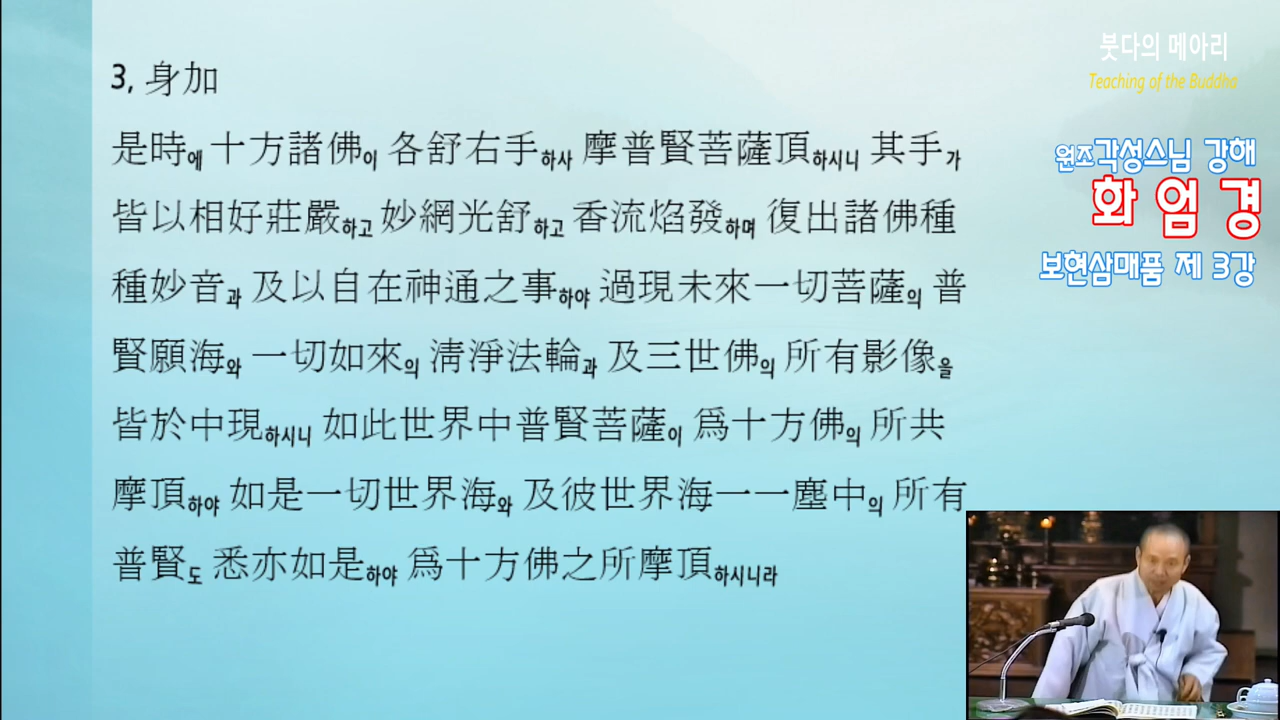 3, 身加
是時에 十方諸佛이 各舒右手하사 摩普賢菩薩頂하시니 其手가
皆以相好莊嚴하고 妙網光舒하고 香流焰發하며 復出諸佛種
種妙音과 及以自在神通之事하야 過現未來一切菩薩의 普
賢願海와 一切如來의 淸淨法輪과 及三世佛의 所有影像을
皆於中現하시니 如此世界中普賢菩薩이 爲十方佛의 所共
摩頂하야 如是一切世界海와 及彼世界海一一塵中의 所有
普賢도 悉亦如是하야 爲十方佛之所摩頂하시니라
붓다의 메아리
Teaching of the Buddha
원조각성스님 강해
화엄경
보현삼매품 제 3강